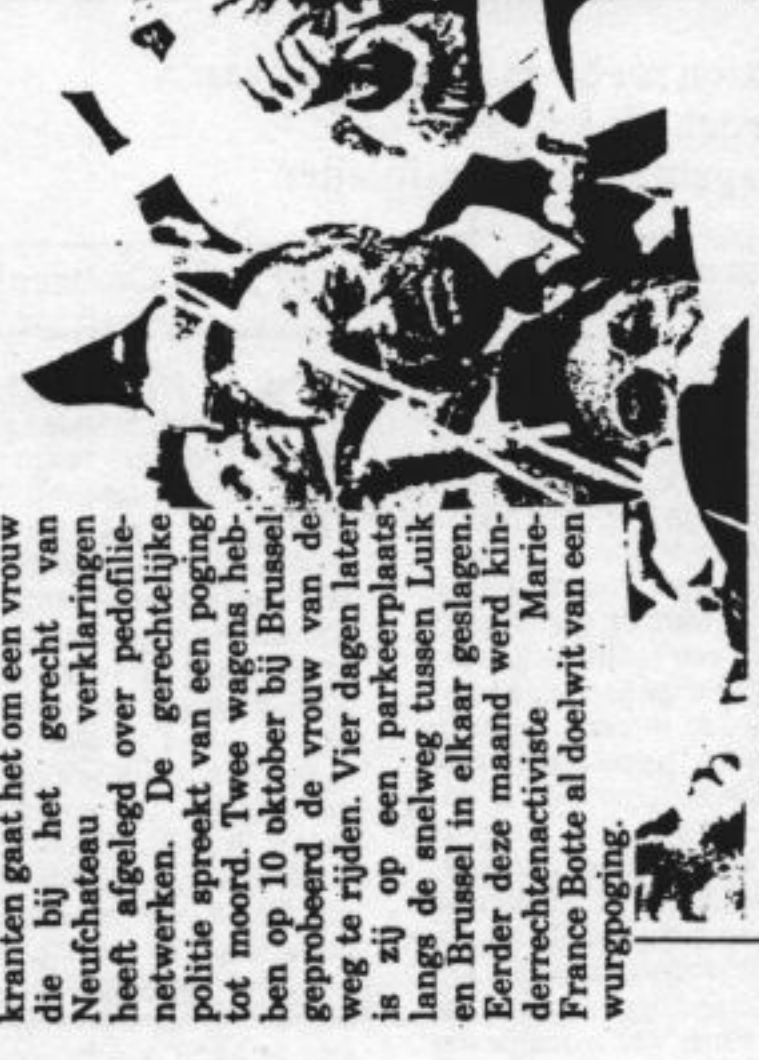 kranten gaat het om een vrouw
die bij het gerecht van
Neufchateau verklaringen
heeft afgelegd over pedofilie-
netwerken. De gerechtelijke
politie spreekt van een poging
tot moord. Twee wagens heb-
ben op 10 oktober bij Brussel
geprobeerd de vrouw van de
weg te rijden. Vier dagen later
is zij op een parkeerplaats
langs de snelweg tussen Luik
en Brussel in elkaar geslagen.
Eerder deze maand werd kin-
derrechtenactiviste Marie-
France Botte al doelwit van een
wurgpoging.